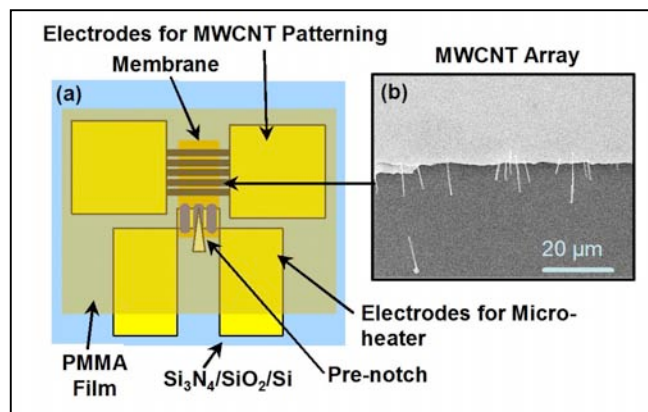 Electrodes for MWCNT Patterning
Membrane
MWCNT Array
(a)
(b)
20 µm
Electrodes for Micro-
heater
PMMA
Film
Si₃N₄/SiO₂/Si
Pre-notch